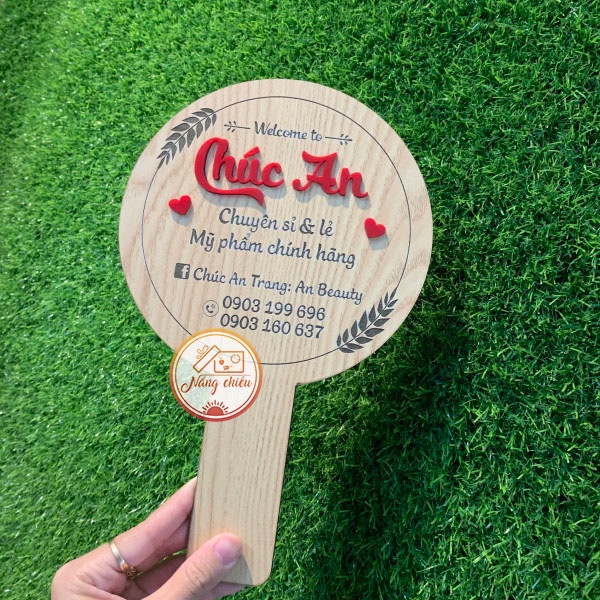 Welcome to
Chúc An
Chuyên sỉ & lẻ
Mỹ phẩm chính hãng
f Chúc An Trang: An Beauty
0903 199 696
0903 160 637
Nắng chiều